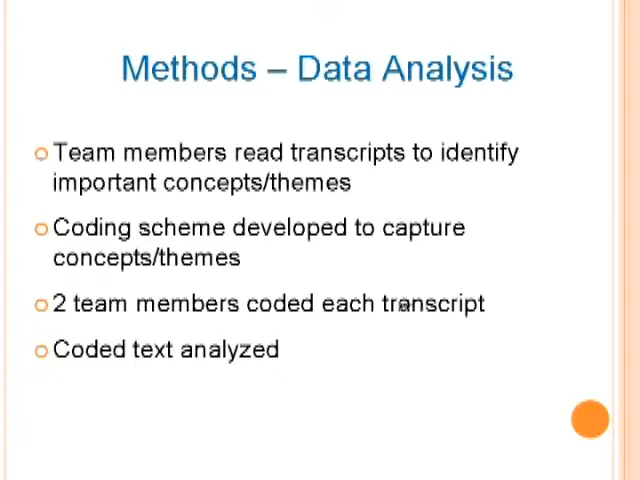 Methods – Data Analysis
Team members read transcripts to identify
important concepts/themes
Coding scheme developed to capture
concepts/themes
2 team members coded each transcript
Coded text analyzed